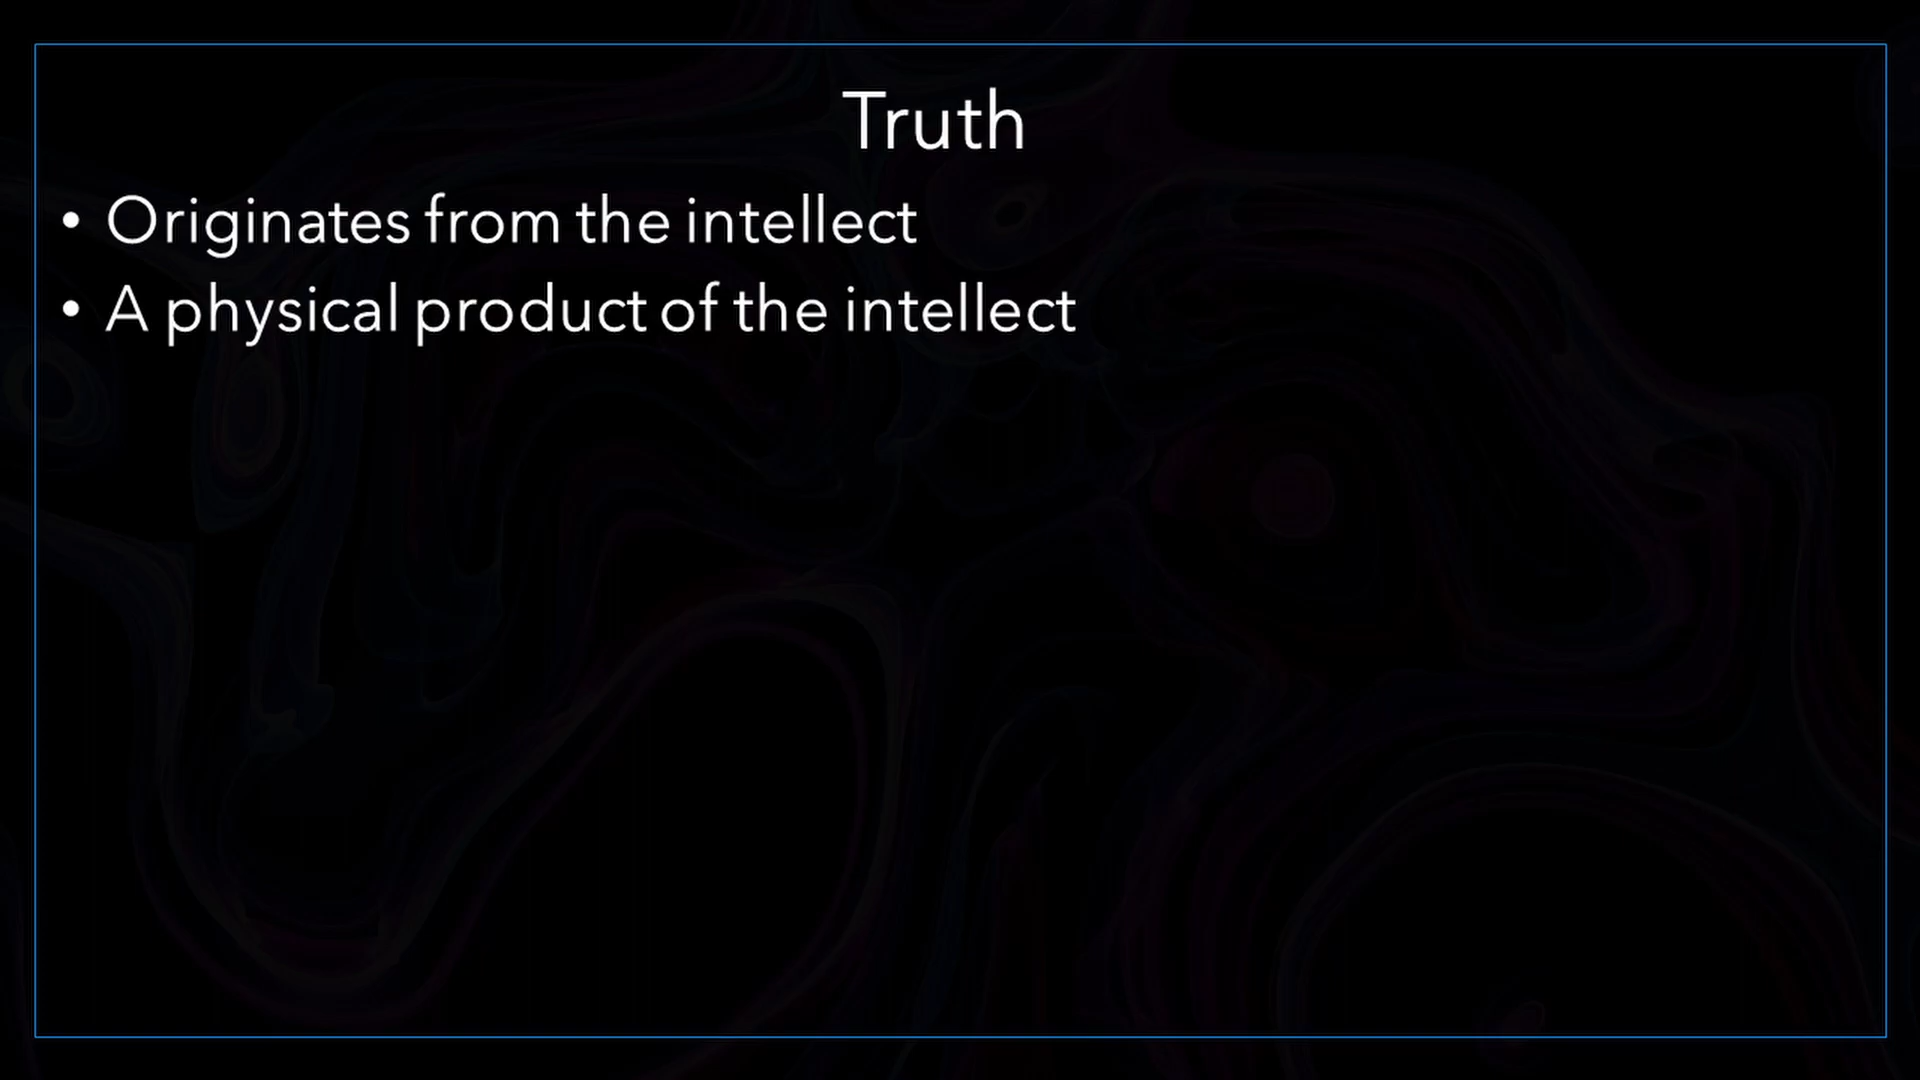 Truth
• Originates from the intellect
• A physical product of the intellect